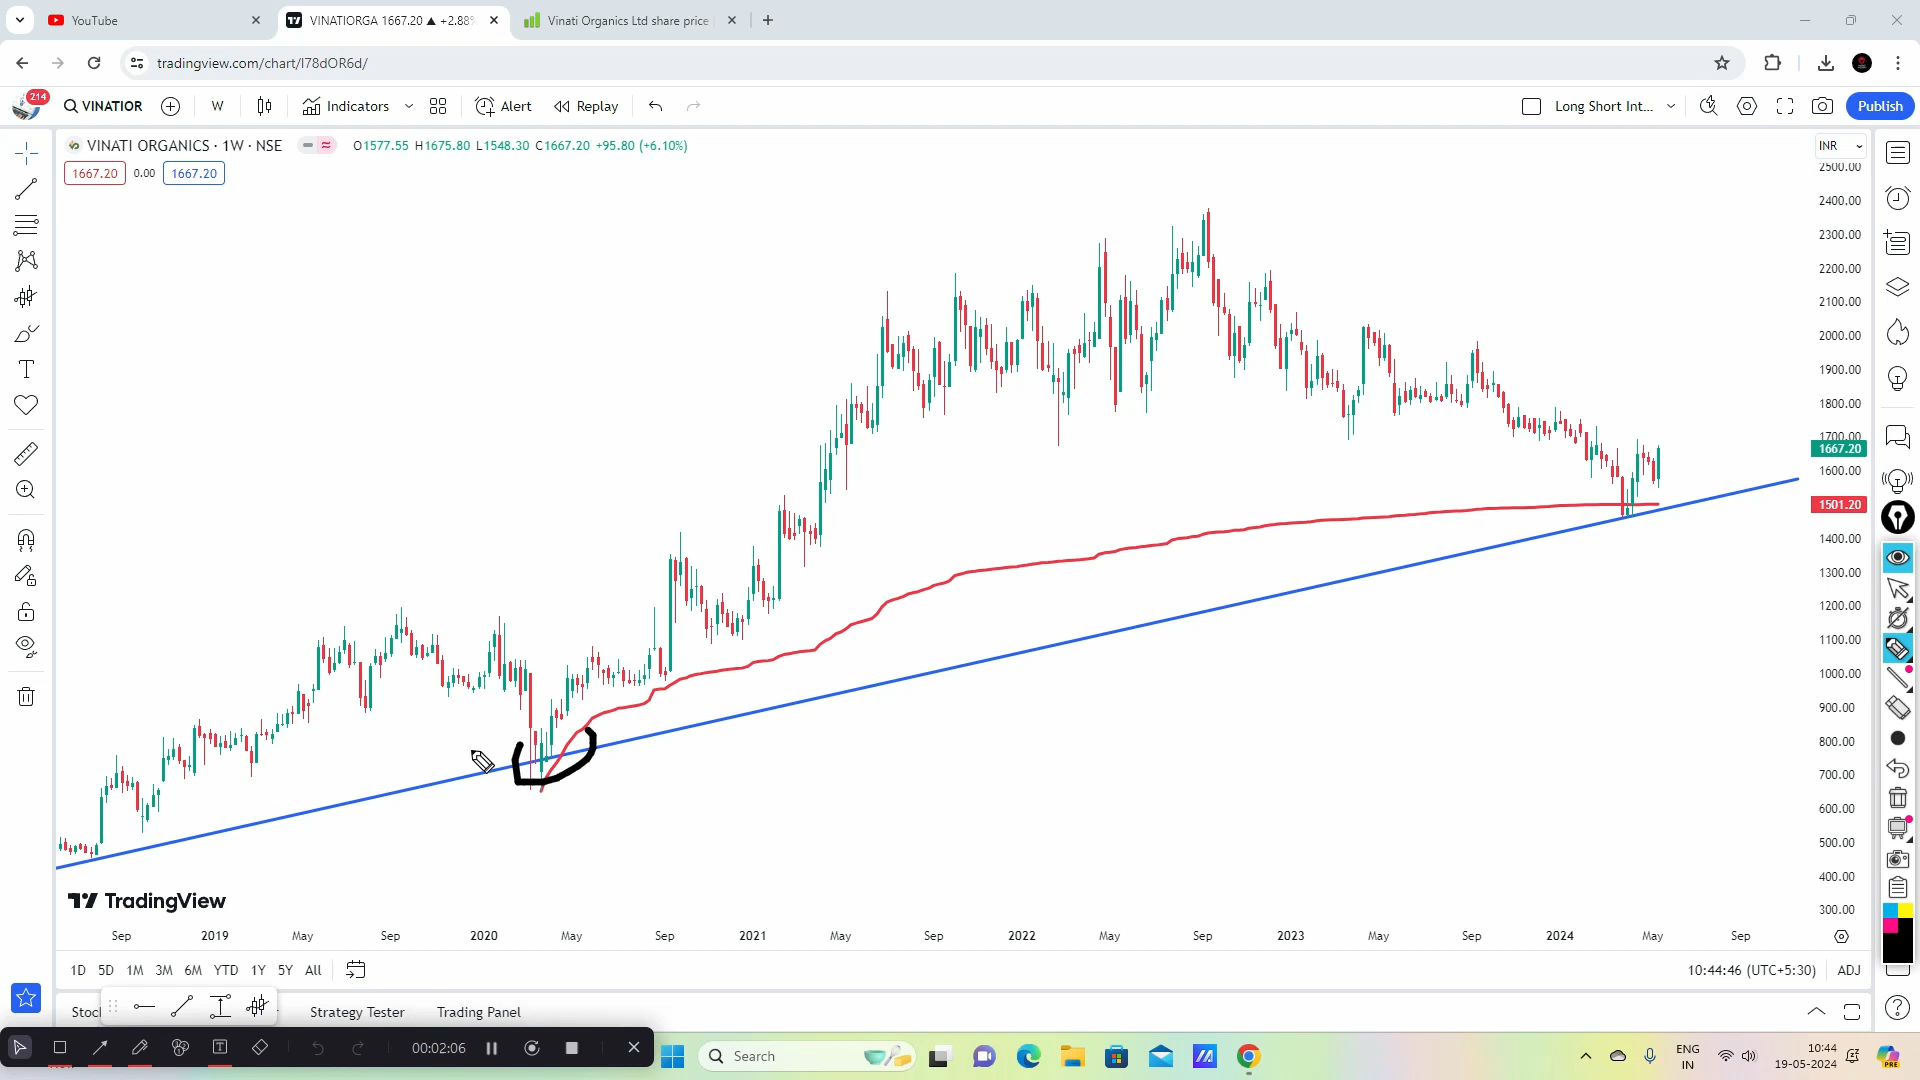 YouTube
VINATIORGA 1667.20 ▲ +2.88%
Vinati Organics Ltd share price
tradingview.com/chart/I78dOR6d/
214
VINATIOR
W
Indicators
Alert
Replay
Long Short Int...
Publish
VINATI ORGANICS · 1W · NSE
O1577.55 H1675.80 L1548.30 C1667.20 +95.80 (+6.10%)
INR
1667.20
0.00
1667.20
2500.00
2400.00
2300.00
2200.00
2100.00
2000.00
1900.00
1800.00
1700.00
1667.20
1600.00
1501.20
1400.00
1300.00
1200.00
1100.00
1000.00
900.00
800.00
700.00
600.00
500.00
400.00
300.00
TradingView
Sep 2019 May Sep 2020 May Sep 2021 May Sep 2022 May Sep 2023 May Sep 2024 May Sep
1D 5D 1M 3M 6M YTD 1Y 5Y All
10:44:46 (UTC+5:30) ADJ
Stoc
Strategy Tester
Trading Panel
00:02:06
Search
ENG
IN
10:44
19-05-2024
PRE